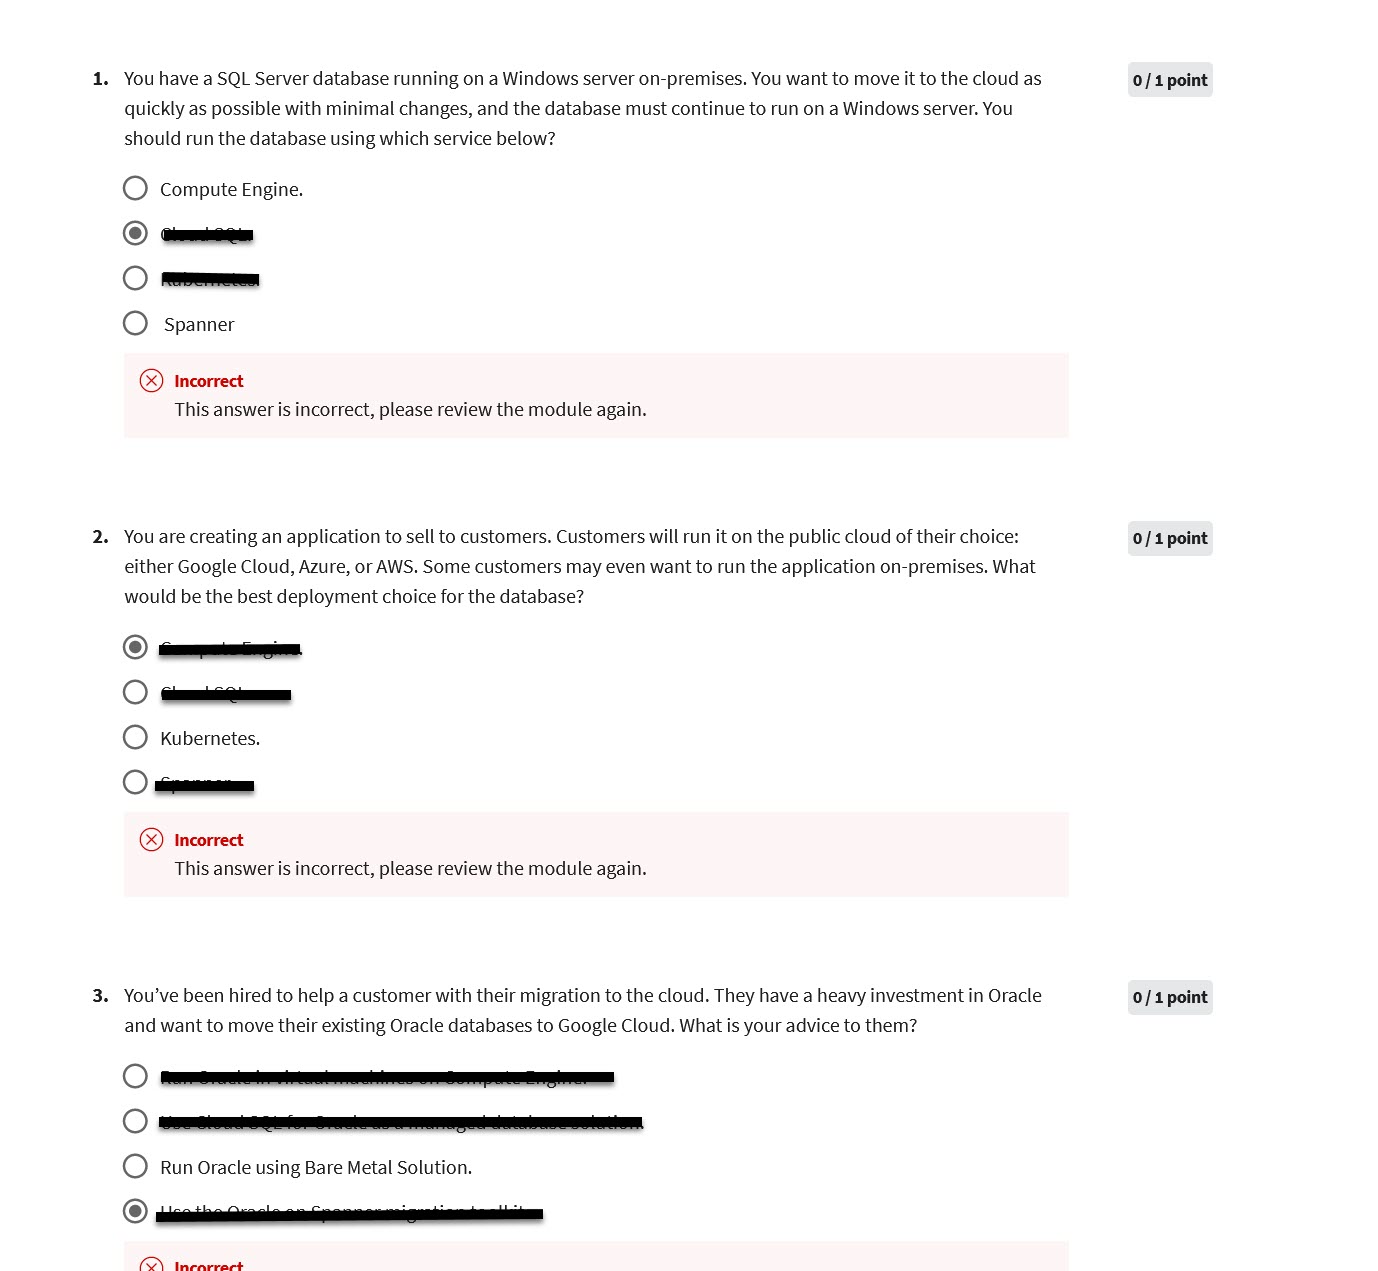 1. You have a SQL Server database running on a Windows server on-premises. You want to move it to the cloud as
quickly as possible with minimal changes, and the database must continue to run on a Windows server. You
should run the database using which service below?
0 / 1 point
Compute Engine.
Spanner
Incorrect
This answer is incorrect, please review the module again.
2. You are creating an application to sell to customers. Customers will run it on the public cloud of their choice:
either Google Cloud, Azure, or AWS. Some customers may even want to run the application on-premises. What
would be the best deployment choice for the database?
0 / 1 point
Kubernetes.
Incorrect
This answer is incorrect, please review the module again.
3. You’ve been hired to help a customer with their migration to the cloud. They have a heavy investment in Oracle
and want to move their existing Oracle databases to Google Cloud. What is your advice to them?
0 / 1 point
Run Oracle using Bare Metal Solution.
Incorrect